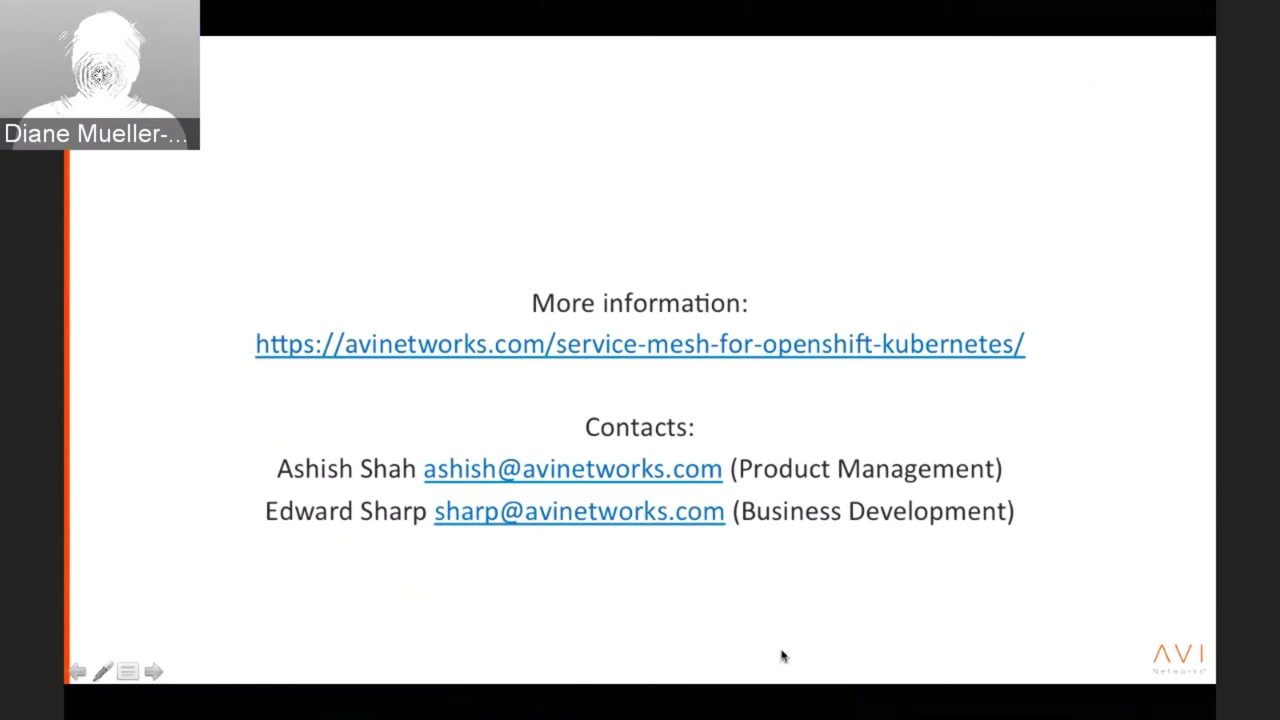 Diane Mueller-...
More information:
https://avinetworks.com/service-mesh-for-openshift-kubernetes/
Contacts:
Ashish Shah ashish@avinetworks.com (Product Management)
Edward Sharp sharp@avinetworks.com (Business Development)
AVI
Networks